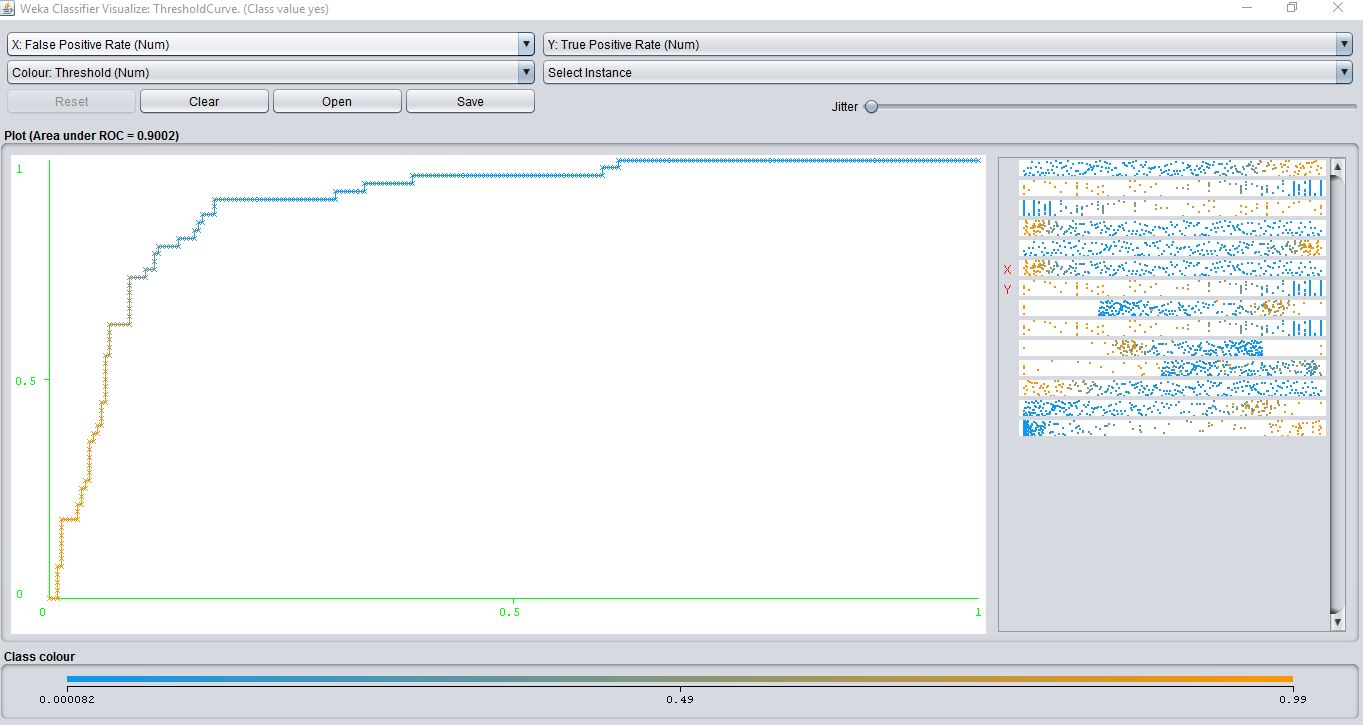 Weka Classifier Visualize: ThresholdCurve. (Class value yes)
X: False Positive Rate (Num)
Y: True Positive Rate (Num)
Colour: Threshold (Num)
Select Instance
Reset
Clear
Open
Save
Jitter
Plot (Area under ROC = 0.9002)
1
0.5
0
0
0.5
1
X
Y
Class colour
0.000082
0.49
0.99